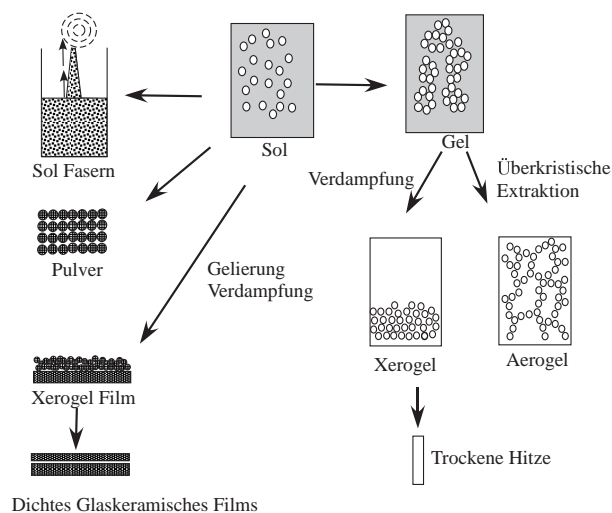 Sol
Gel
Sol Fasern
Verdampfung
Überkristische
Extraktion
Pulver
Gelierung
Verdampfung
Xerogel
Aerogel
Xerogel Film
Trockene Hitze
Dichtes Glaskeramisches Films